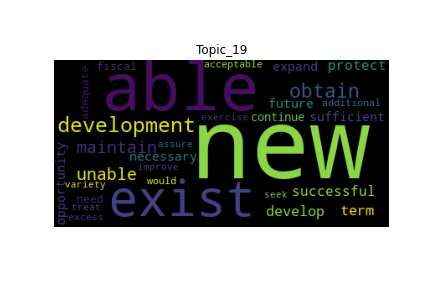 Topic_19
fiscal acceptable expand protect
adequate able obtain
future additional
development exercise continue sufficient
maintain assure new
necessary
improve
unable would
variety seek successful
opportunity need exist
treat develop term
excess